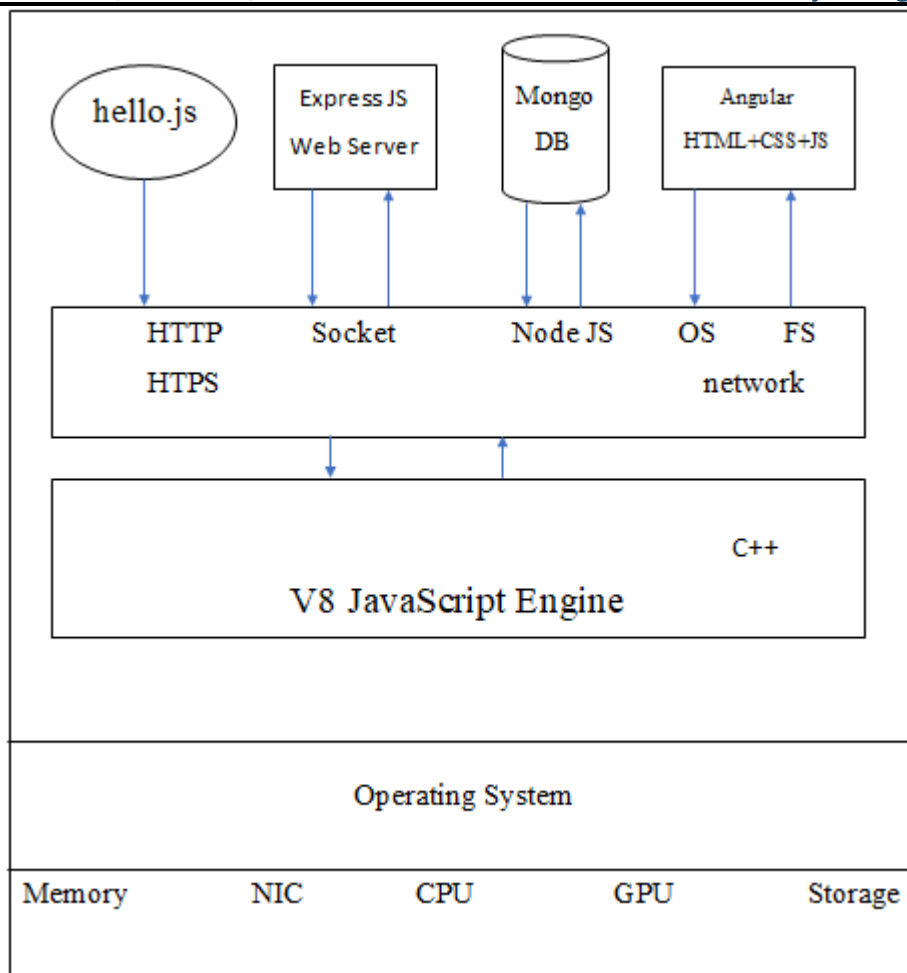 hello.js
Express JS
Web Server
Mongo
DB
Angular
HTML+CSS+JS
HTTP Socket Node JS OS FS
HTPS network
C++
V8 JavaScript Engine
Operating System
Memory NIC CPU GPU Storage